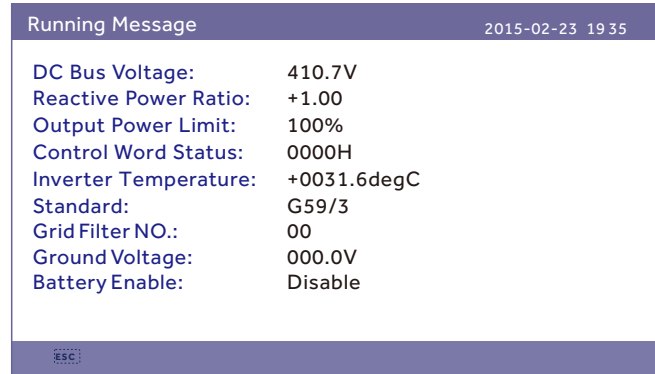 Running Message 2015-02-23 19 35
DC Bus Voltage: 410.7V
Reactive Power Ratio: +1.00
Output Power Limit: 100%
Control Word Status: 0000H
Inverter Temperature: +0031.6degC
Standard: G59/3
Grid Filter NO.: 00
Ground Voltage: 000.0V
Battery Enable: Disable
ESC